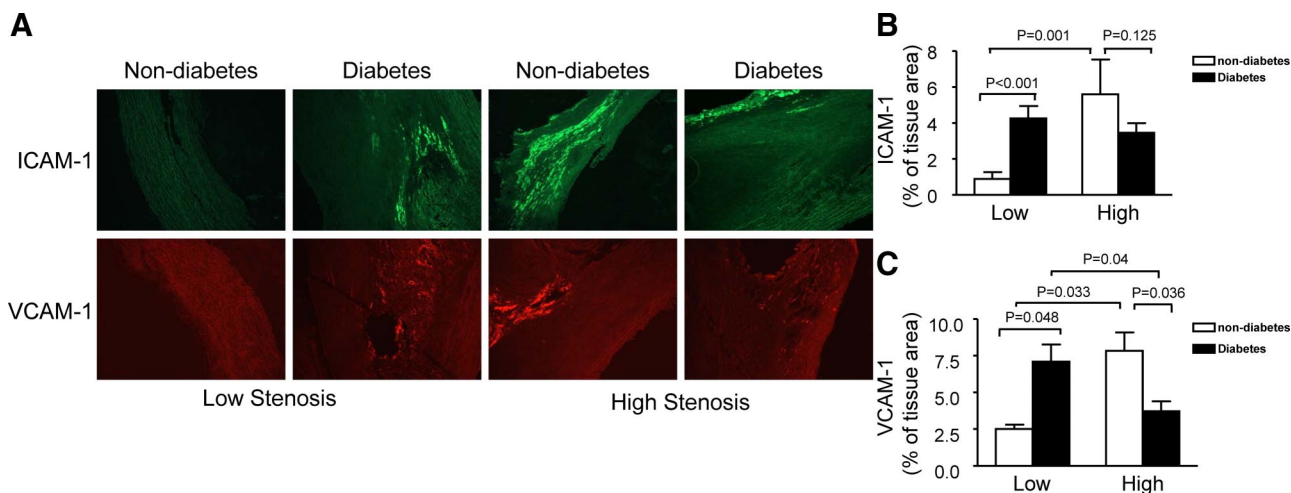 A
Non-diabetes
Diabetes
Non-diabetes
Diabetes
ICAM-1
VCAM-1
Low Stenosis
High Stenosis
B
P=0.001
P=0.125
P<0.001
ICAM-1
(% of tissue area)
8
6
4
2
0
Low
High
non-diabetes
Diabetes
C
P=0.04
P=0.033
P=0.036
P=0.048
VCAM-1
(% of tissue area)
10.0
7.5
5.0
2.5
0.0
Low
High
non-diabetes
Diabetes